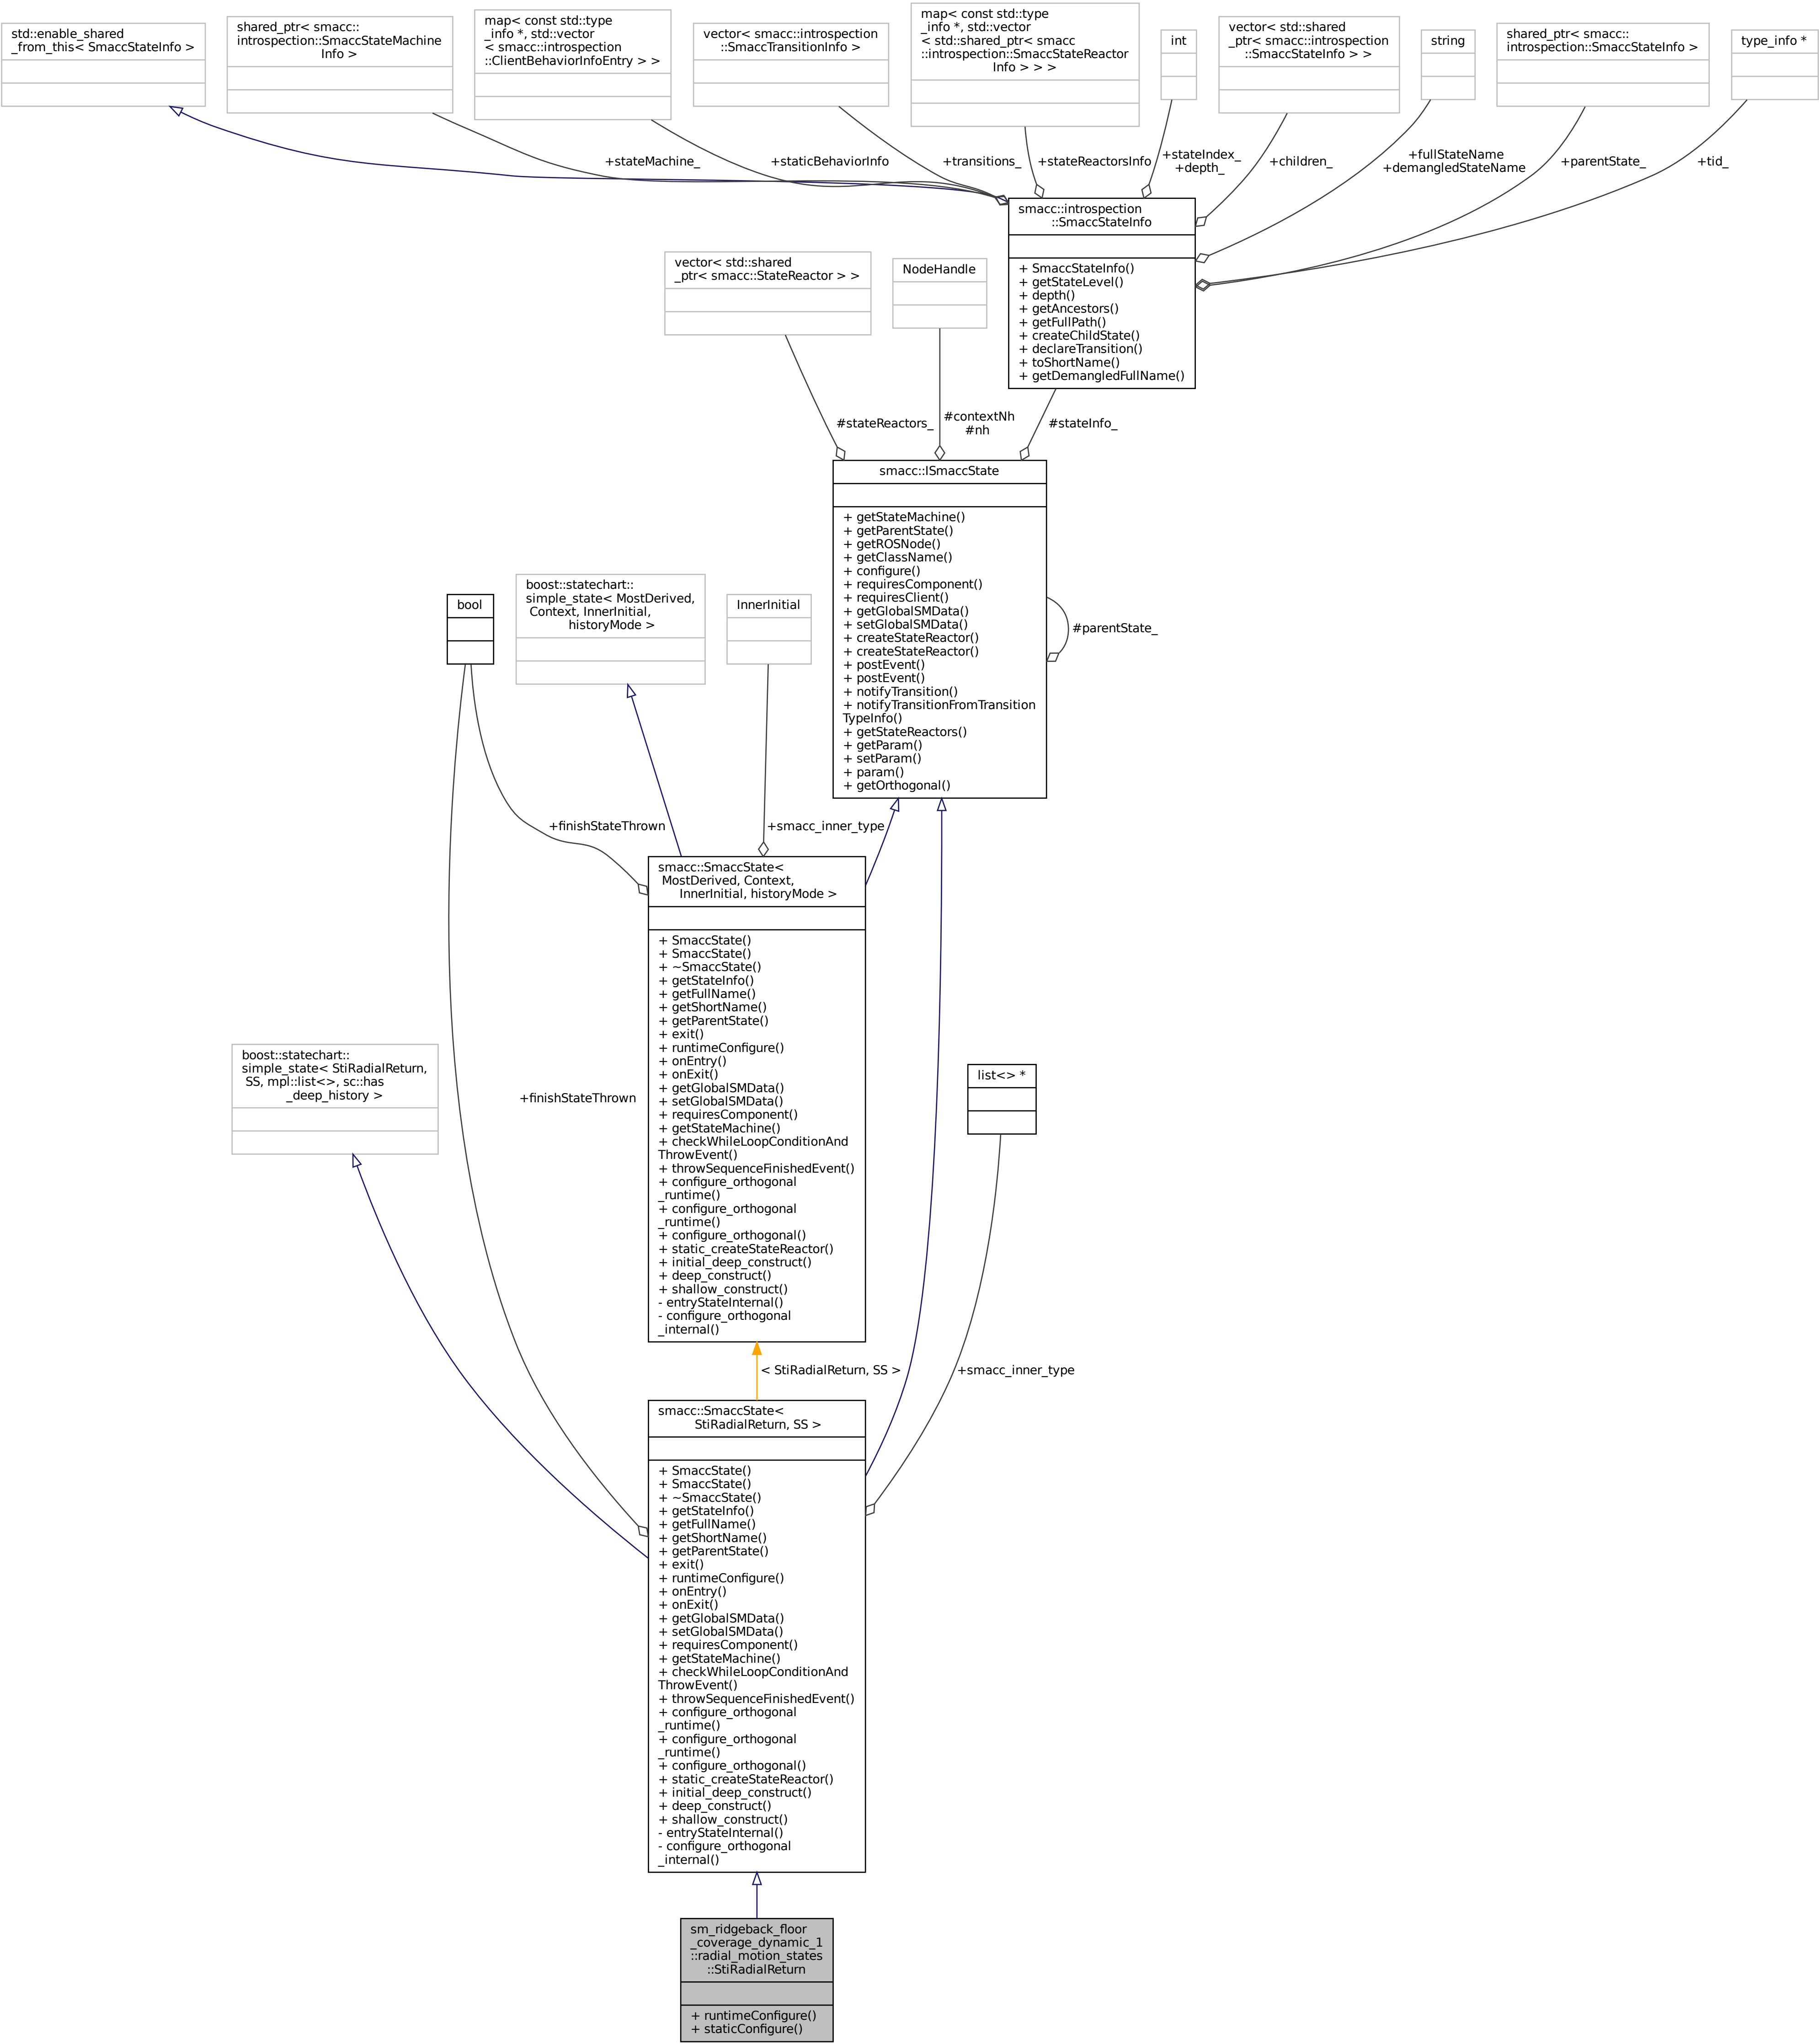 std::enable_shared
_from_this< SmaccStateInfo >
shared_ptr< smacc::
introspection::SmaccStateMachine
Info >
map< const std::type
_info *, std::vector
< smacc::introspection
::ClientBehaviorInfoEntry > >
vector< smacc::introspection
::SmaccTransitionInfo >
map< const std::type
_info *, std::vector
< std::shared_ptr< smacc
::introspection::SmaccStateReactor
Info > > >
int
vector< std::shared
_ptr< smacc::introspection
::SmaccStateInfo > >
string
shared_ptr< smacc::
introspection::SmaccStateInfo >
type_info *
+stateMachine_
+staticBehaviorInfo
+transitions_
+stateReactorsInfo
+stateIndex_
+depth_
+children_
+fullStateName
+demangledStateName
+parentState_
+tid_
smacc::introspection
::SmaccStateInfo
+ SmaccStateInfo()
+ getStateLevel()
+ depth()
+ getAncestors()
+ getFullPath()
+ createChildState()
+ declareTransition()
+ toShortName()
+ getDemangledFullName()
vector< std::shared
_ptr< smacc::StateReactor > >
NodeHandle
#stateReactors_
#contextNh
#nh
#stateInfo_
smacc::ISmaccState
+ getStateMachine()
+ getParentState()
+ getROSNode()
+ getClassName()
+ configure()
+ requiresComponent()
+ requiresClient()
+ getGlobalSMData()
+ setGlobalSMData()
+ createStateReactor()
+ createStateReactor()
+ postEvent()
+ postEvent()
+ notifyTransition()
+ notifyTransitionFromTransition
TypeInfo()
+ getStateReactors()
+ getParam()
+ setParam()
+ param()
+ getOrthogonal()
#parentState_
bool
boost::statechart::
simple_state< MostDerived,
Context, InnerInitial,
historyMode >
InnerInitial
+finishStateThrown
+smacc_inner_type
smacc::SmaccState<
MostDerived, Context,
InnerInitial, historyMode >
+ SmaccState()
+ SmaccState()
+ ~SmaccState()
+ getStateInfo()
+ getFullName()
+ getShortName()
+ getParentState()
+ exit()
+ runtimeConfigure()
+ onEntry()
+ onExit()
+ getGlobalSMData()
+ setGlobalSMData()
+ requiresComponent()
+ getStateMachine()
+ checkWhileLoopConditionAnd
ThrowEvent()
+ throwSequenceFinishedEvent()
+ configure_orthogonal
_runtime()
+ configure_orthogonal
_runtime()
+ configure_orthogonal()
+ static_createStateReactor()
+ initial_deep_construct()
+ deep_construct()
+ shallow_construct()
- entryStateInternal()
- configure_orthogonal
_internal()
boost::statechart::
simple_state< StiRadialReturn,
SS, mpl::list<>, sc::has
_deep_history >
+finishStateThrown
list<> *
< StiRadialReturn, SS >
+smacc_inner_type
smacc::SmaccState<
StiRadialReturn, SS >
+ SmaccState()
+ SmaccState()
+ ~SmaccState()
+ getStateInfo()
+ getFullName()
+ getShortName()
+ getParentState()
+ exit()
+ runtimeConfigure()
+ onEntry()
+ onExit()
+ getGlobalSMData()
+ setGlobalSMData()
+ requiresComponent()
+ getStateMachine()
+ checkWhileLoopConditionAnd
ThrowEvent()
+ throwSequenceFinishedEvent()
+ configure_orthogonal
_runtime()
+ configure_orthogonal
_runtime()
+ configure_orthogonal()
+ static_createStateReactor()
+ initial_deep_construct()
+ deep_construct()
+ shallow_construct()
- entryStateInternal()
- configure_orthogonal
_internal()
sm_ridgeback_floor
_coverage_dynamic_1
::radial_motion_states
::StiRadialReturn
+ runtimeConfigure()
+ staticConfigure()